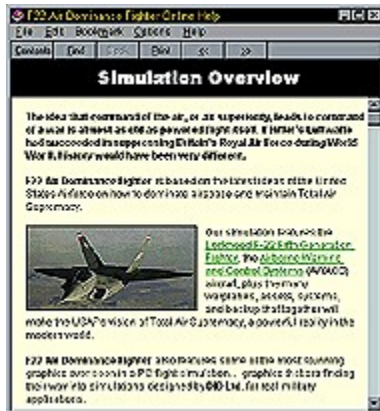 F22 Air Dominance Fighter Online Help
File Edit Bookmark Options Help
Contents Find Back Print << >>
Simulation Overview
The idea that command of the air, or air superiority, leads to command
of a war is almost as old as powered flight itself. If Hitler's Luftwaffe
had succeeded in suppressing Britain's Royal Air Force during World
War II, history would have been very different.
F22 Air Dominance Fighter is based on the latest ideas of the United
States Airforce on how to dominate airspace and maintain Total Air
Supremacy.
Our simulation features the
Lockheed F-22 Fifth Generation
Fighter, the Airborne Warning
and Control Systems (AWACS)
aircraft, plus the many
warplanes, assets, systems,
and backup that together will
make the USAF's vision of Total Air Supremacy, a powerful reality in the
modern world.
F22 Air Dominance Fighter also features some of the most stunning
graphics ever seen in a PC flight simulation... graphics that are finding
their way into simulations designed by DID Ltd. for real military
applications.